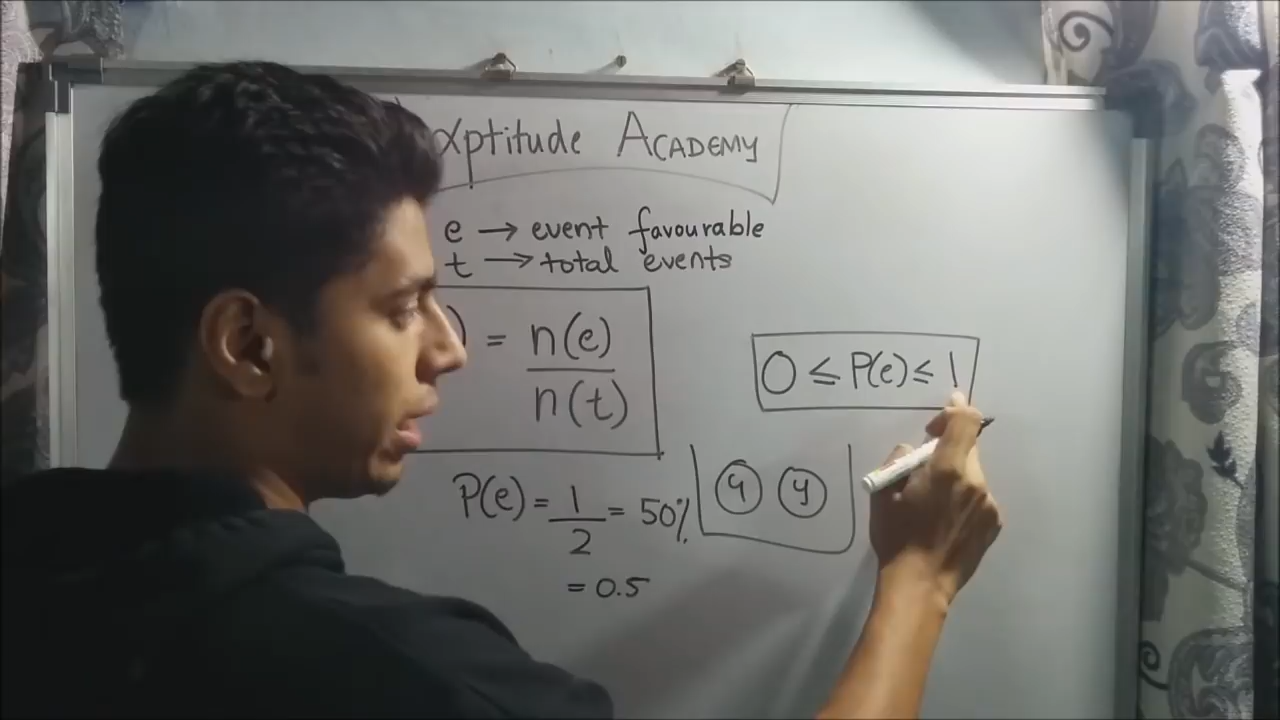 xptitude ACADEMY
e → event favourable
t → total events
) = n(e)
n(t)
0 ≤ P(e) ≤ 1
P(e) = 1/2 = 50%
= 0.5
y y